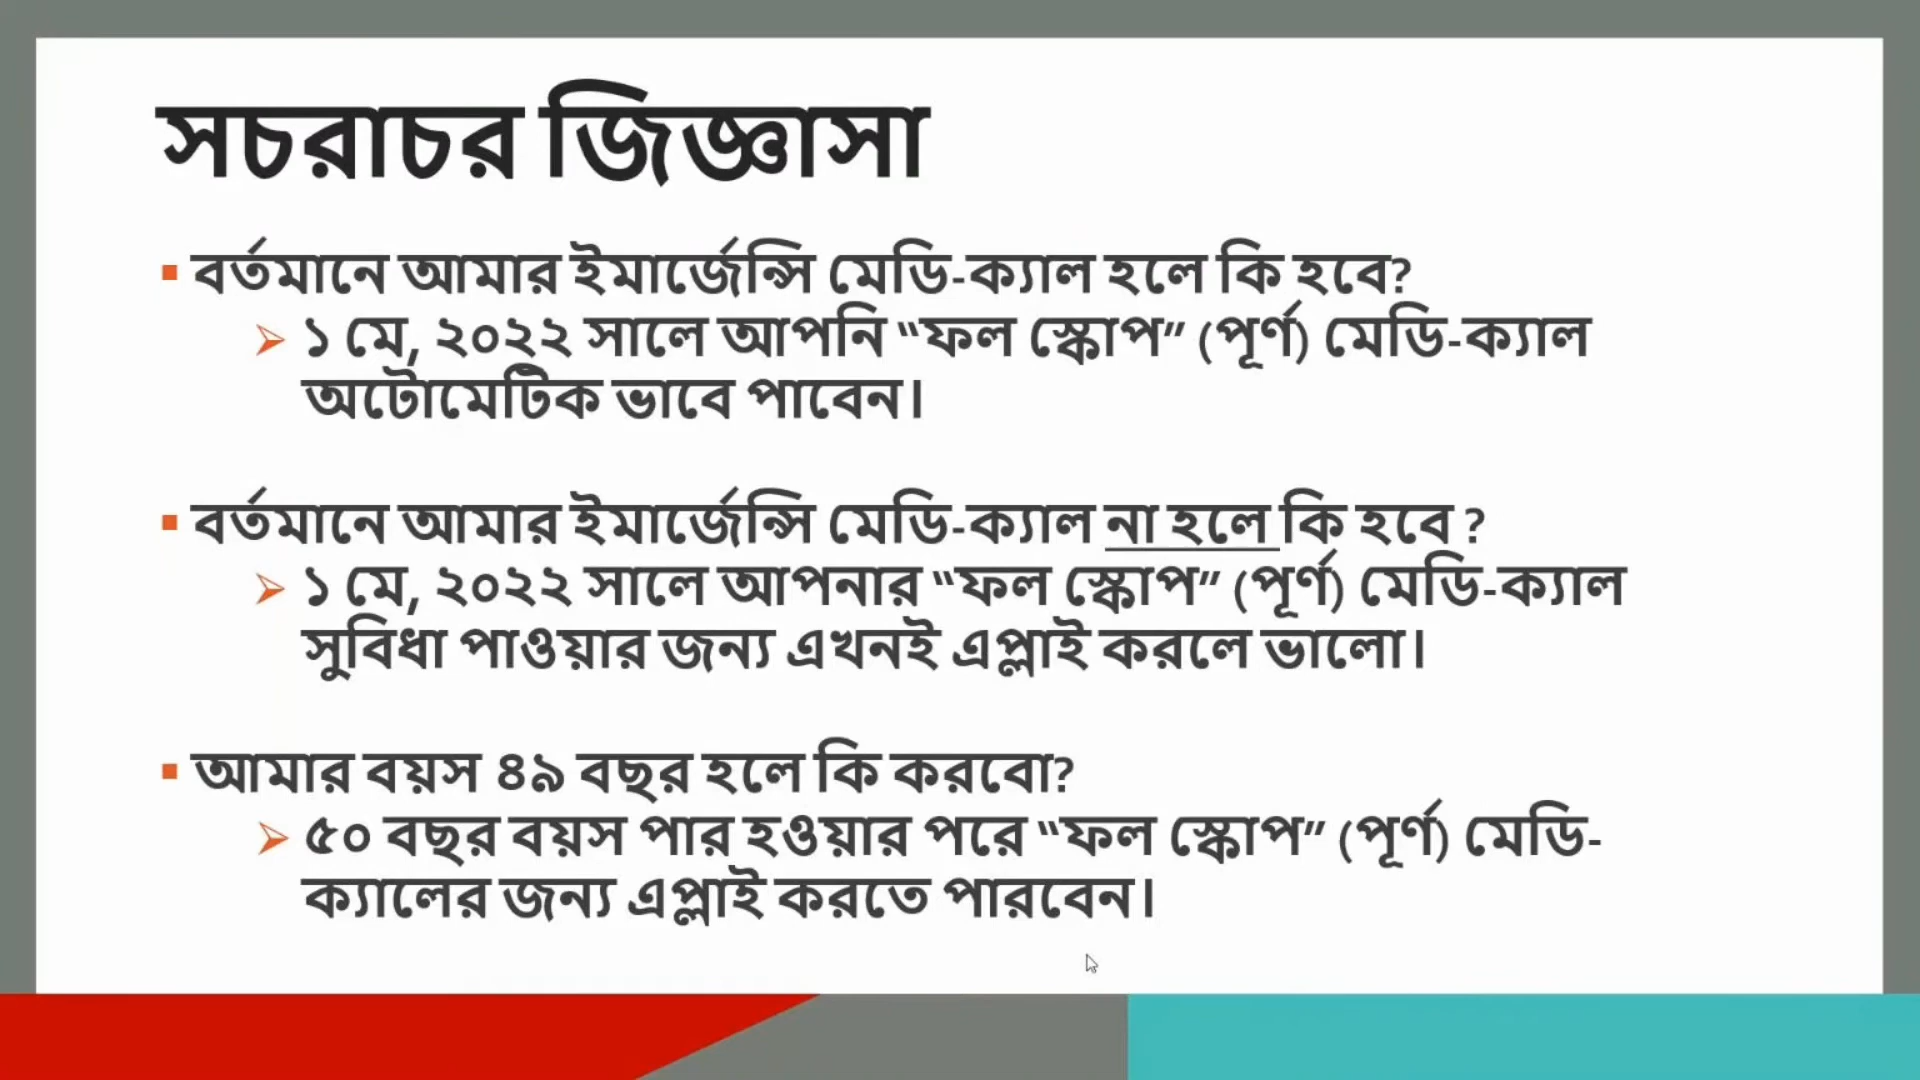 সচরাচর জিজ্ঞাসা
▪ বর্তমানে আমার ইমার্জেন্সি মেডি-ক্যাল হলে কি হবে?
➢ ১ মে, ২০২২ সালে আপনি “ফল স্কোপ” (পূর্ণ) মেডি-ক্যাল
অটোমেটিক ভাবে পাবেন।
▪ বর্তমানে আমার ইমার্জেন্সি মেডি-ক্যাল না হলে কি হবে ?
➢ ১ মে, ২০২২ সালে আপনার “ফল স্কোপ” (পূর্ণ) মেডি-ক্যাল
সুবিধা পাওয়ার জন্য এখনই এপ্লাই করলে ভালো।
▪ আমার বয়স ৪৯ বছর হলে কি করবো?
➢ ৫০ বছর বয়স পার হওয়ার পরে “ফল স্কোপ” (পূর্ণ) মেডি-
ক্যালের জন্য এপ্লাই করতে পারবেন।